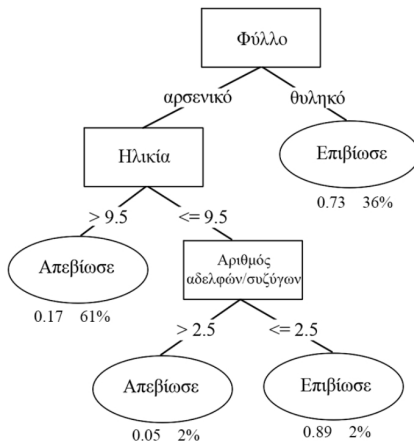 Φύλλο
αρσενικό
θυληκό
Ηλικία
Επιβίωσε
0.73 36%
> 9.5
<= 9.5
Απεβίωσε
0.17 61%
Αριθμός
αδελφών/συζύγων
> 2.5
<= 2.5
Απεβίωσε
Επιβίωσε
0.05 2%
0.89 2%